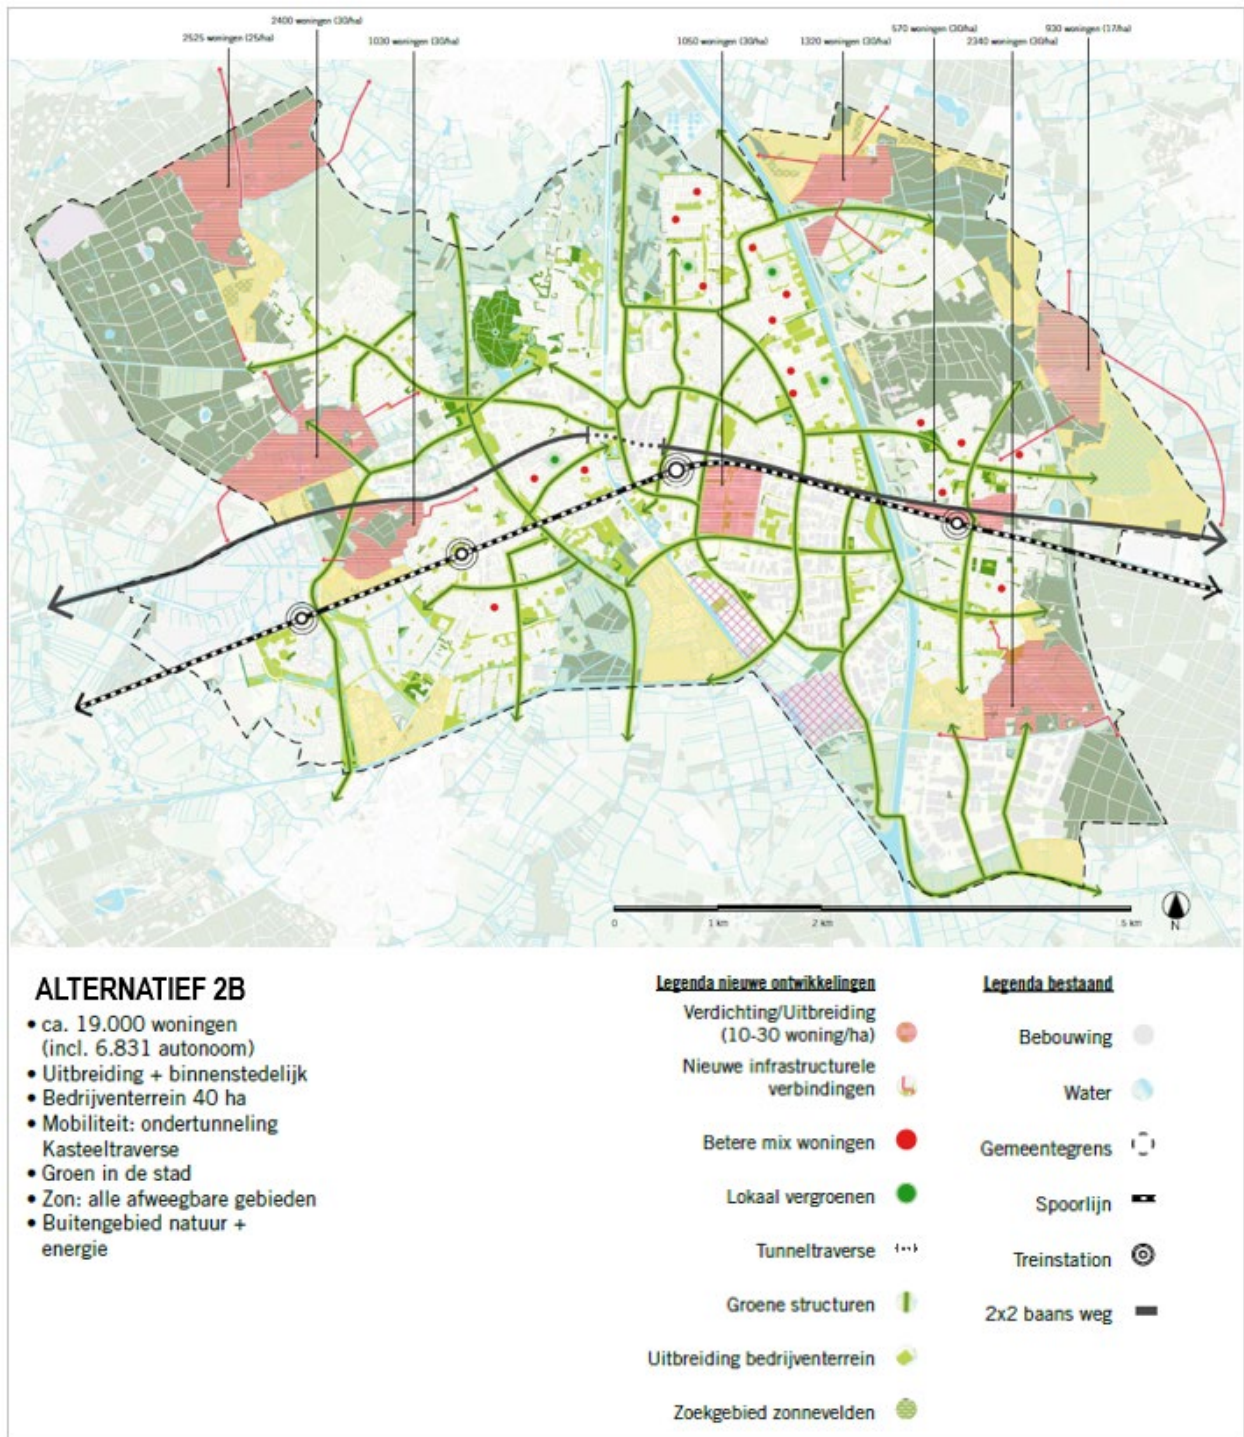 2400 woningen (30/ha)
2525 woningen (25/ha)
1030 woningen (30/ha)
1050 woningen (30/ha)
1320 woningen (30/ha)
570 woningen (30/ha)
2340 woningen (30/ha)
930 woningen (17/ha)
0
1 km
2 km
5 km
N
ALTERNATIEF 2B
• ca. 19.000 woningen
(incl. 6.831 autonoom)
• Uitbreiding + binnenstedelijk
• Bedrijventerrein 40 ha
• Mobiliteit: ondertunneling
Kasteeltraverse
• Groen in de stad
• Zon: alle afweegbare gebieden
• Buitengebied natuur +
energie
Legenda nieuwe ontwikkelingen
Verdichting/Uitbreiding
(10-30 woning/ha)
Nieuwe infrastructurele
verbindingen
Betere mix woningen
Lokaal vergroenen
Tunneltraverse
Groene structuren
Uitbreiding bedrijventerrein
Zoekgebied zonnevelden
Legenda bestaand
Bebouwing
Water
Gemeentegrens
Spoorlijn
Treinstation
2x2 baans weg